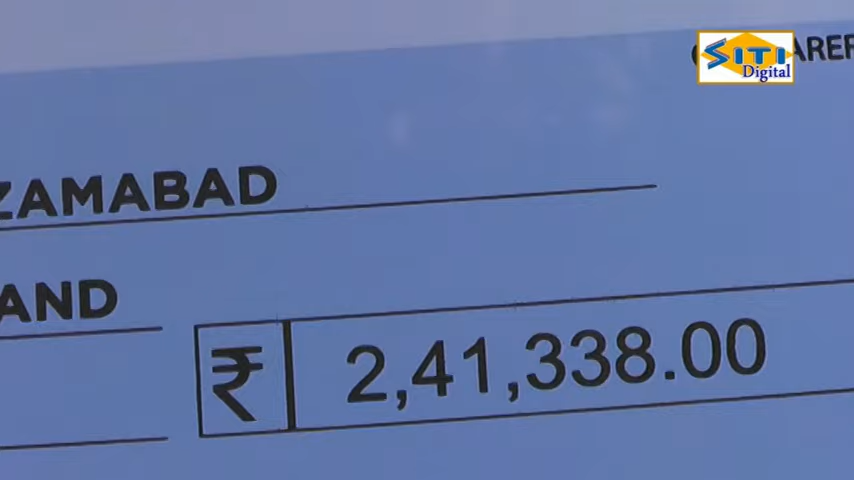 SITI
Digital
ZAMABAD
AND
₹ 2,41,338.00